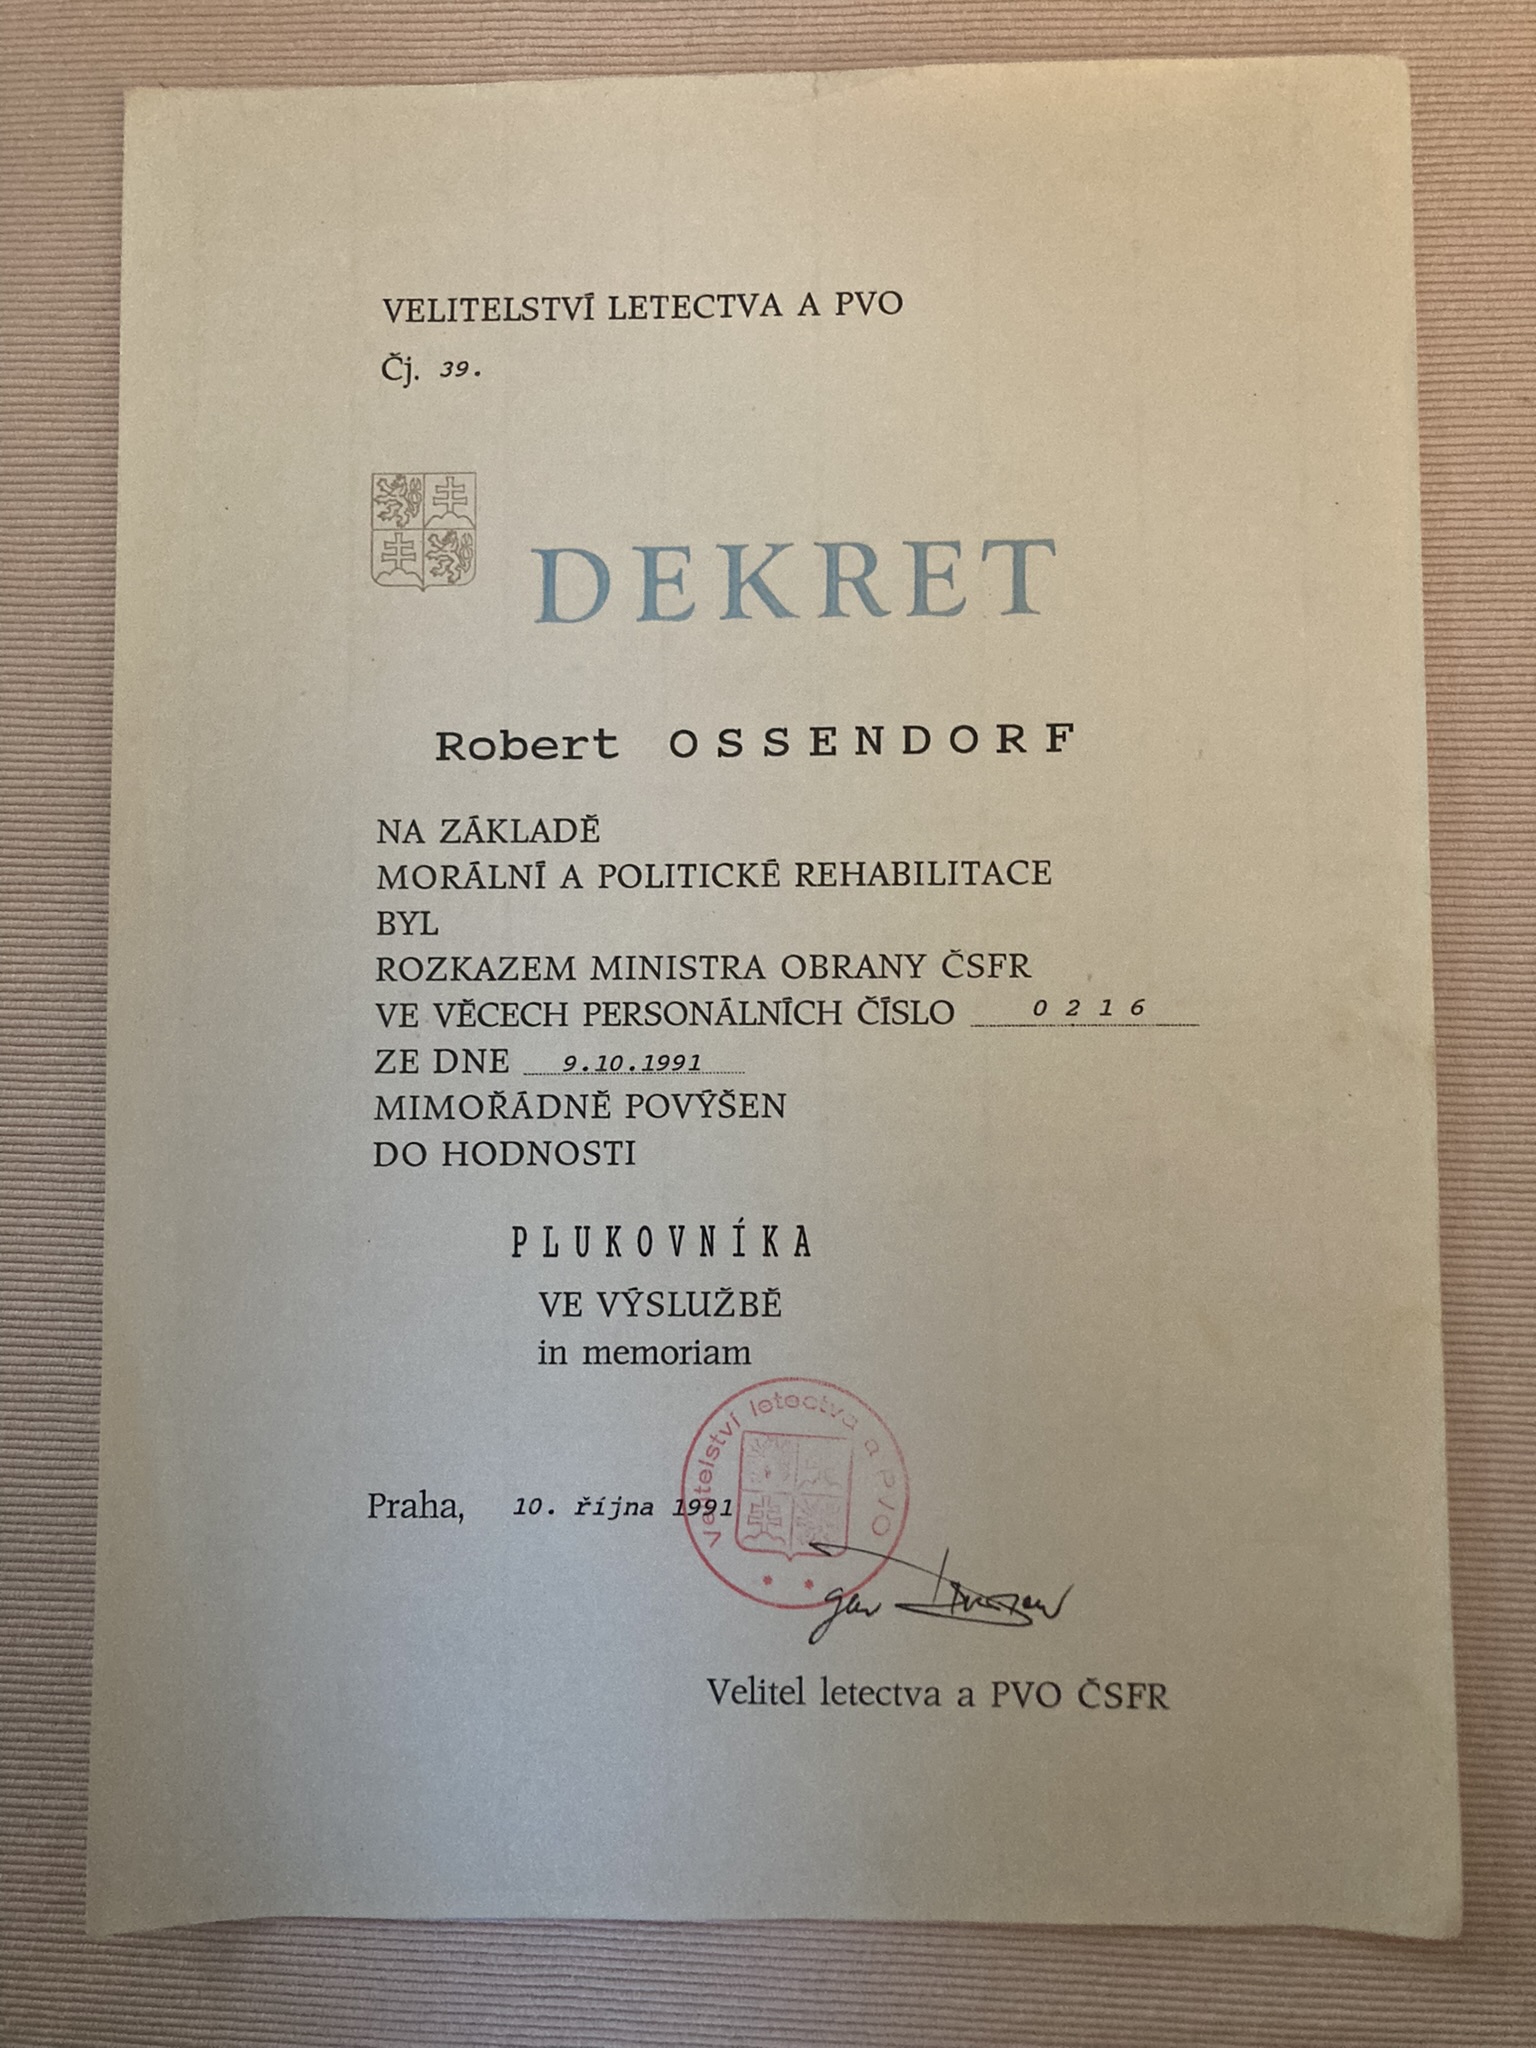 VELITELSTVÍ LETECTVA A PVO
Čj. 39.
DEKRET
Robert OSSENDORF
NA ZÁKLADĚ
MORÁLNÍ A POLITICKÉ REHABILITACE
BYL
ROZKAZEM MINISTRA OBRANY ČSFR
VE VĚCECH PERSONÁLNÍCH ČÍSLO 0216
ZE DNE 9.10.1991
MIMOŘÁDNĚ POVÝŠEN
DO HODNOSTI
PLUKOVNÍKA
VE VÝSLUŽBĚ
in memoriam
Velitelství letectva a PVO
Praha, 10. října 1991
Velitel letectva a PVO ČSFR